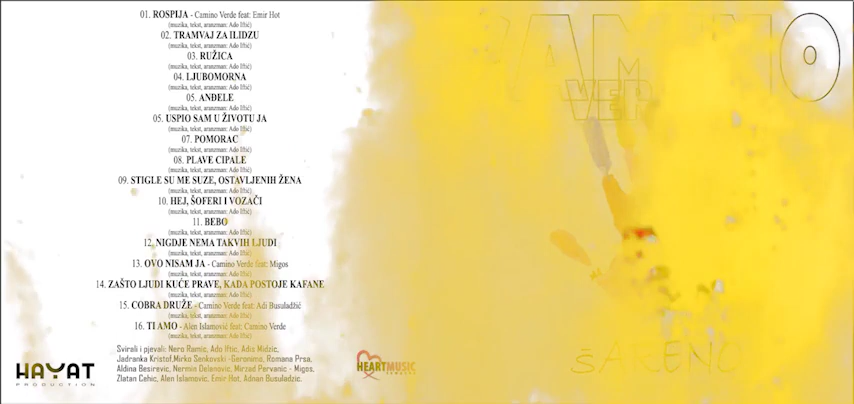 01. ROSPIJA - Camino Verde feat: Emir Hot
(muzika, tekst, aranzman: Ado Iftić)
02. TRAMVAJ ZA ILIDZU
(muzika, tekst, aranzman: Ado Iftić)
03. RUŽICA
(muzika, tekst, aranzman: Ado Iftić)
04. LJUBOMORNA
(muzika, tekst, aranzman: Ado Iftić)
05. ANĐELE
(muzika, tekst, aranzman: Ado Iftić)
05. USPIO SAM U ŽIVOTU JA
(muzika, tekst, aranzman: Ado Iftić)
07. POMORAC
(muzika, tekst, aranzman: Ado Iftić)
08. PLAVE CIPALE
(muzika, tekst, aranzman: Ado Iftić)
09. STIGLE SU ME SUZE, OSTAVLJENIH ŽENA
(muzika, tekst, aranzman: Ado Iftić)
10. HEJ, ŠOFERI I VOZAČI
(muzika, tekst, aranzman: Ado Iftić)
11. BEBO
(muzika, tekst, aranzman: Ado Iftić)
12. NIGDJE NEMA TAKVIH LJUDI
(muzika, tekst, aranzman: Ado Iftić)
13. OVO NISAM JA - Camino Verde feat: Migos
(muzika, tekst, aranzman: Ado Iftić)
14. ZAŠTO LJUDI KUĆE PRAVE, KADA POSTOJE KAFANE
(muzika, tekst, aranzman: Ado Iftić)
15. COBRA DRUŽE - Camino Verde feat: Adi Busuladžić
(muzika, tekst, aranzman: Ado Iftić)
16. TI AMO - Alen Islamović feat: Camino Verde
(muzika, tekst, aranzman: Ado Iftić)
Svirali i pjevali: Nero Ramic, Ado Iftic, Adis Midzic,
Jadranka Kristof,Mirko Senkovski -Geronimo, Romana Prsa,
Aldina Besirevic, Nermin Delanovic, Mirzad Pervanic - Migos,
Zlatan Cehic, Alen Islamovic, Emir Hot, Adnan Busuladzic.
HAYAT
PRODUCTION
HEARTMUSIC